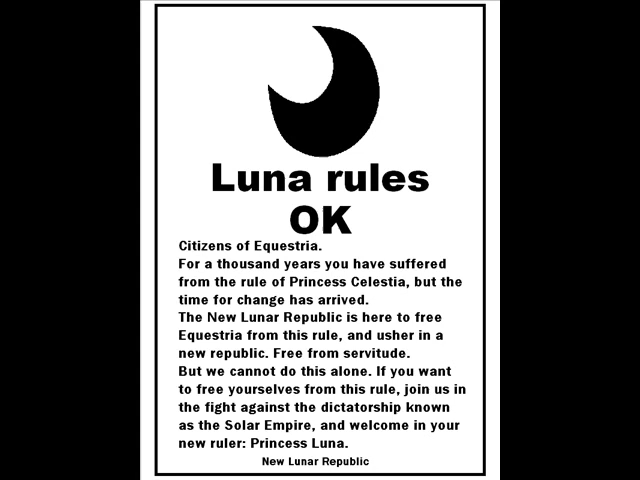 Luna rules
OK
Citizens of Equestria.
For a thousand years you have suffered
from the rule of Princess Celestia, but the
time for change has arrived.
The New Lunar Republic is here to free
Equestria from this rule, and usher in a
new republic. Free from servitude.
But we cannot do this alone. If you want
to free yourselves from this rule, join us in
the fight against the dictatorship known
as the Solar Empire, and welcome in your
new ruler: Princess Luna.
New Lunar Republic